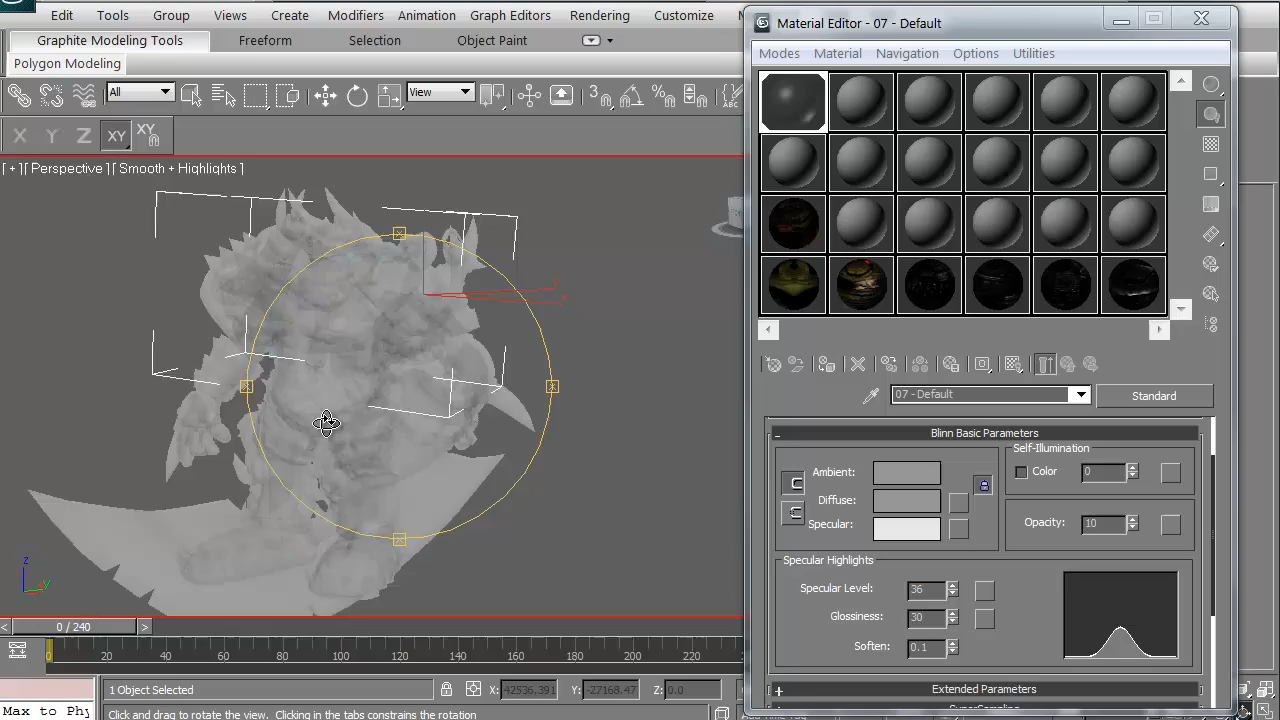 Edit Tools Group Views Create Modifiers Animation Graph Editors Rendering Customize
Graphite Modeling Tools Freeform Selection Object Paint
Polygon Modeling
All View
X Y Z XY XY
[ + ] [ Perspective ] [ Smooth + Highlights ]
z y
0 / 240
0 20 40 60 80 100 120 140 160 180 200 220
1 Object Selected X: 42536.391 Y: -27168.47 Z: 0.0
Max to Phy Click and drag to rotate the view. Clicking in the tabs constrains the rotation
Material Editor - 07 - Default
Modes Material Navigation Options Utilities
07 - Default Standard
Blinn Basic Parameters
Self-Illumination
Ambient: Color 0
Diffuse:
Specular: Opacity: 10
Specular Highlights
Specular Level: 36
Glossiness: 30
Soften: 0.1
Extended Parameters
SuperSampling